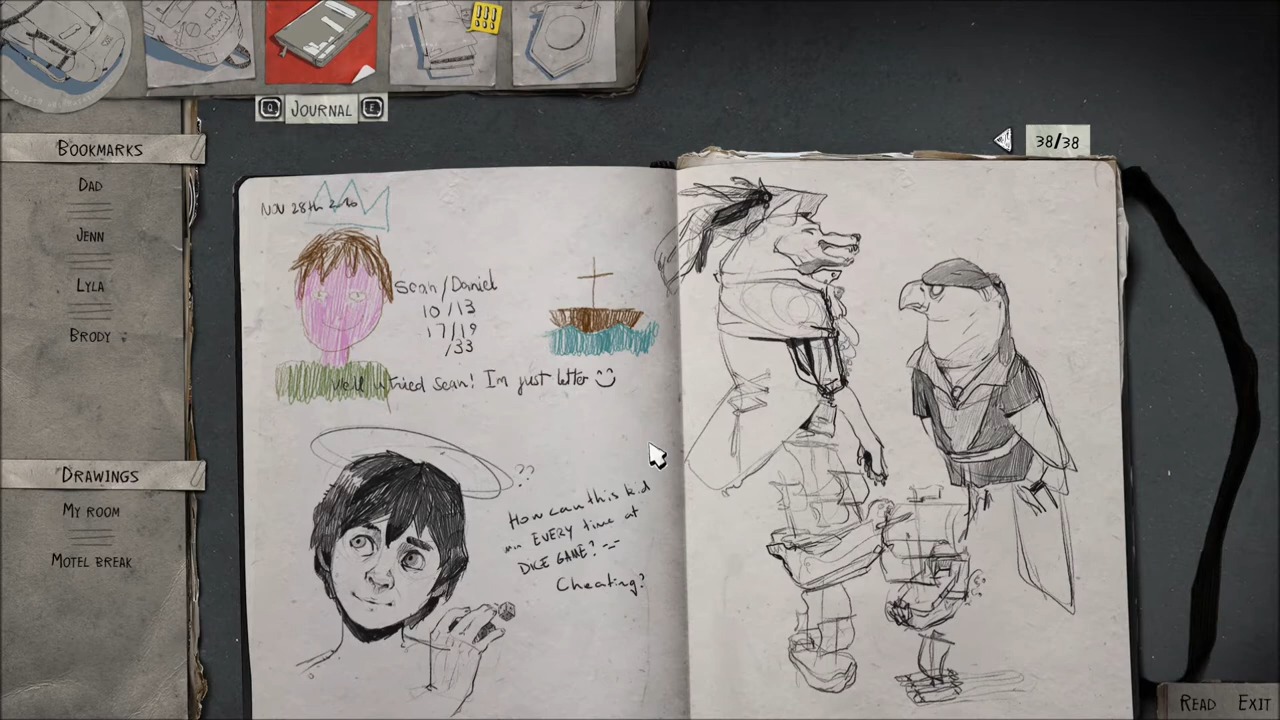 Q
JOURNAL
E
38/38
BOOKMARKS
DAD
JENN
LYLA
BRODY
DRAWINGS
MY ROOM
MOTEL BREAK
NOV 28th 2016
Sean/Daniel
10/13
17/19
/33
Well tried Sean! I'm just better
??
How can this kid
win EVERY time at
DICE GAME?
Cheating?
READ
EXIT